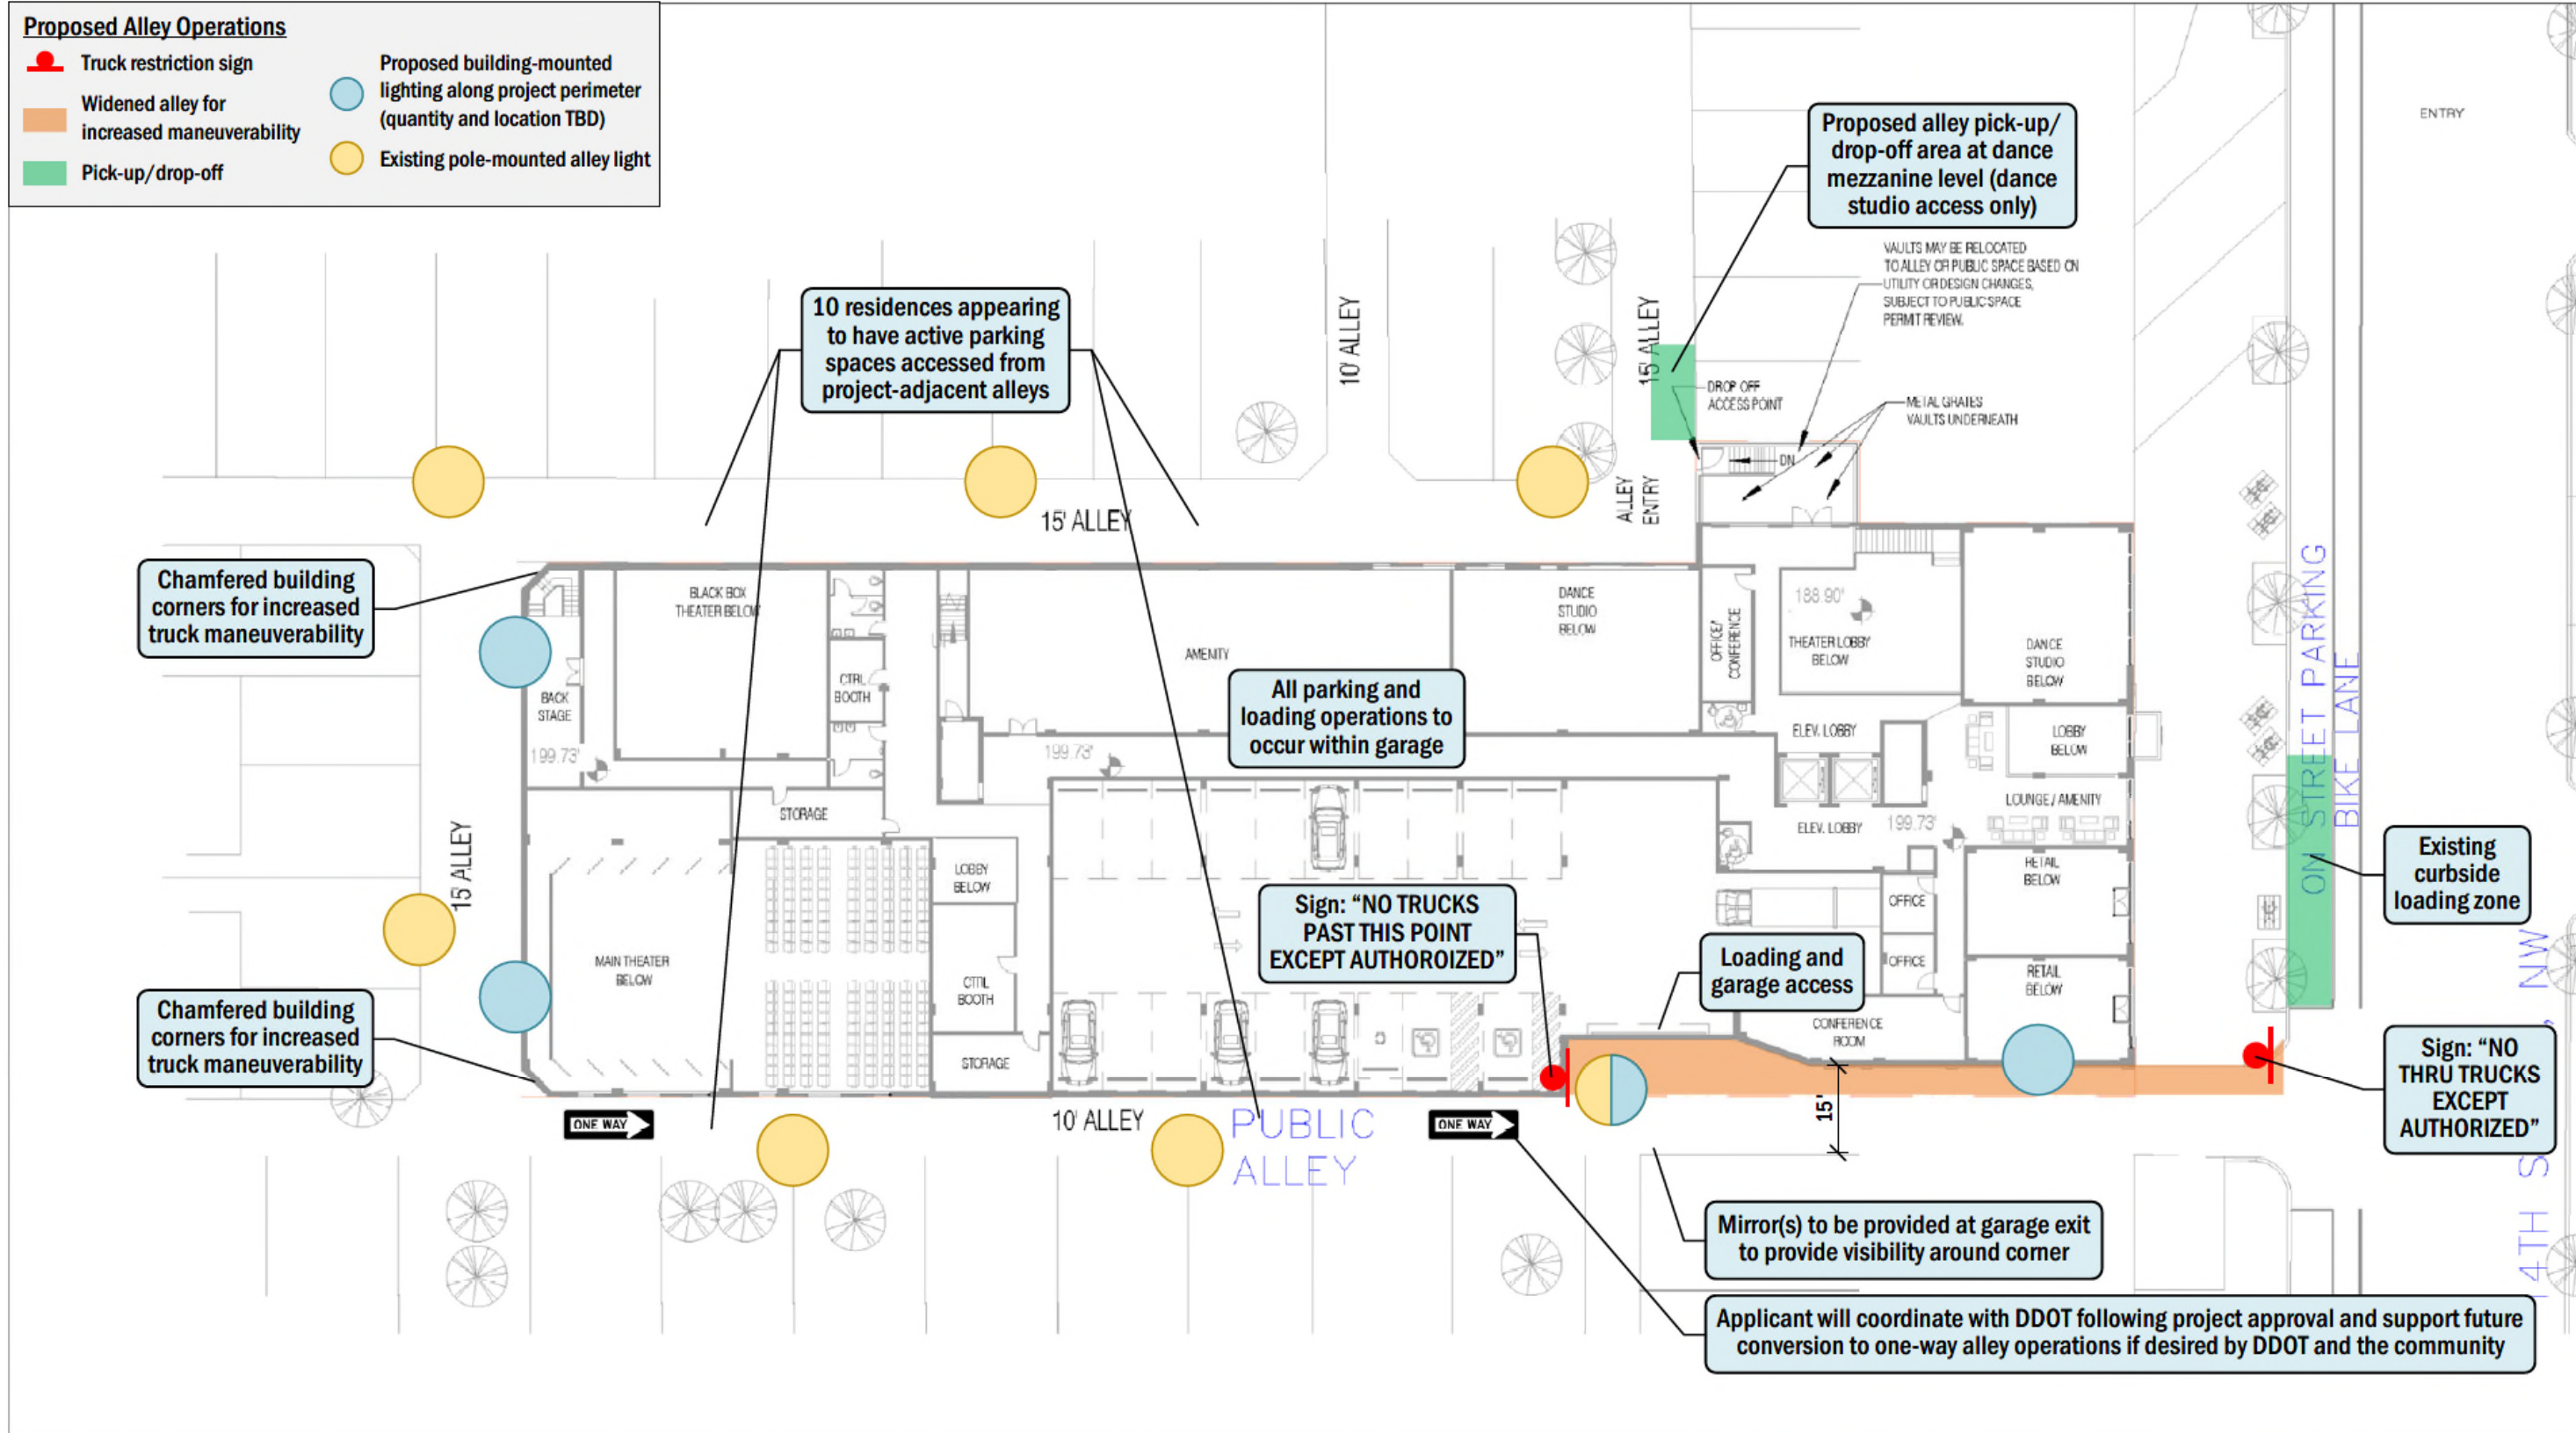 Proposed Alley Operations
Truck restriction sign
Widened alley for
increased maneuverability
Pick-up/drop-off
Proposed building-mounted
lighting along project perimeter
(quantity and location TBD)
Existing pole-mounted alley light
ENTRY
Proposed alley pick-up/
drop-off area at dance
mezzanine level (dance
studio access only)
VAULTS MAY BE RELOCATED
TO ALLEY OR PUBLIC SPACE BASED ON
UTILITY OR DESIGN CHANGES,
SUBJECT TO PUBLIC SPACE
PERMIT REVIEW.
10 residences appearing
to have active parking
spaces accessed from
project-adjacent alleys
10' ALLEY
15' ALLEY
DROP OFF
ACCESS POINT
METAL GRATES
VAULTS UNDERNEATH
DN
ALLEY
ENTRY
15' ALLEY
Chamfered building
corners for increased
truck maneuverability
BLACK BOX
THEATER BELOW
DANCE
STUDIO
BELOW
OFFICE/
CONFERENCE
188.90'
THEATER LOBBY
BELOW
DANCE
STUDIO
BELOW
AMENITY
CTRL
BOOTH
BACK
STAGE
199.73'
All parking and
loading operations to
occur within garage
199.73'
ELEV. LOBBY
LOBBY
BELOW
ON STREET PARKING
BIKE LANE
STORAGE
LOUNGE / AMENITY
ELEV. LOBBY
199.73'
15' ALLEY
LOBBY
BELOW
RETAIL
BELOW
Existing
curbside
loading zone
Sign: “NO TRUCKS
PAST THIS POINT
EXCEPT AUTHOROIZED”
OFFICE
MAIN THEATER
BELOW
CTRL
BOOTH
Loading and
garage access
OFFICE
RETAIL
BELOW
Chamfered building
corners for increased
truck maneuverability
CONFERENCE
ROOM
STORAGE
Sign: “NO
THRU TRUCKS
EXCEPT
AUTHORIZED”
ONE WAY
10' ALLEY
PUBLIC
ALLEY
ONE WAY
15'
14TH S , NW
Mirror(s) to be provided at garage exit
to provide visibility around corner
Applicant will coordinate with DDOT following project approval and support future
conversion to one-way alley operations if desired by DDOT and the community